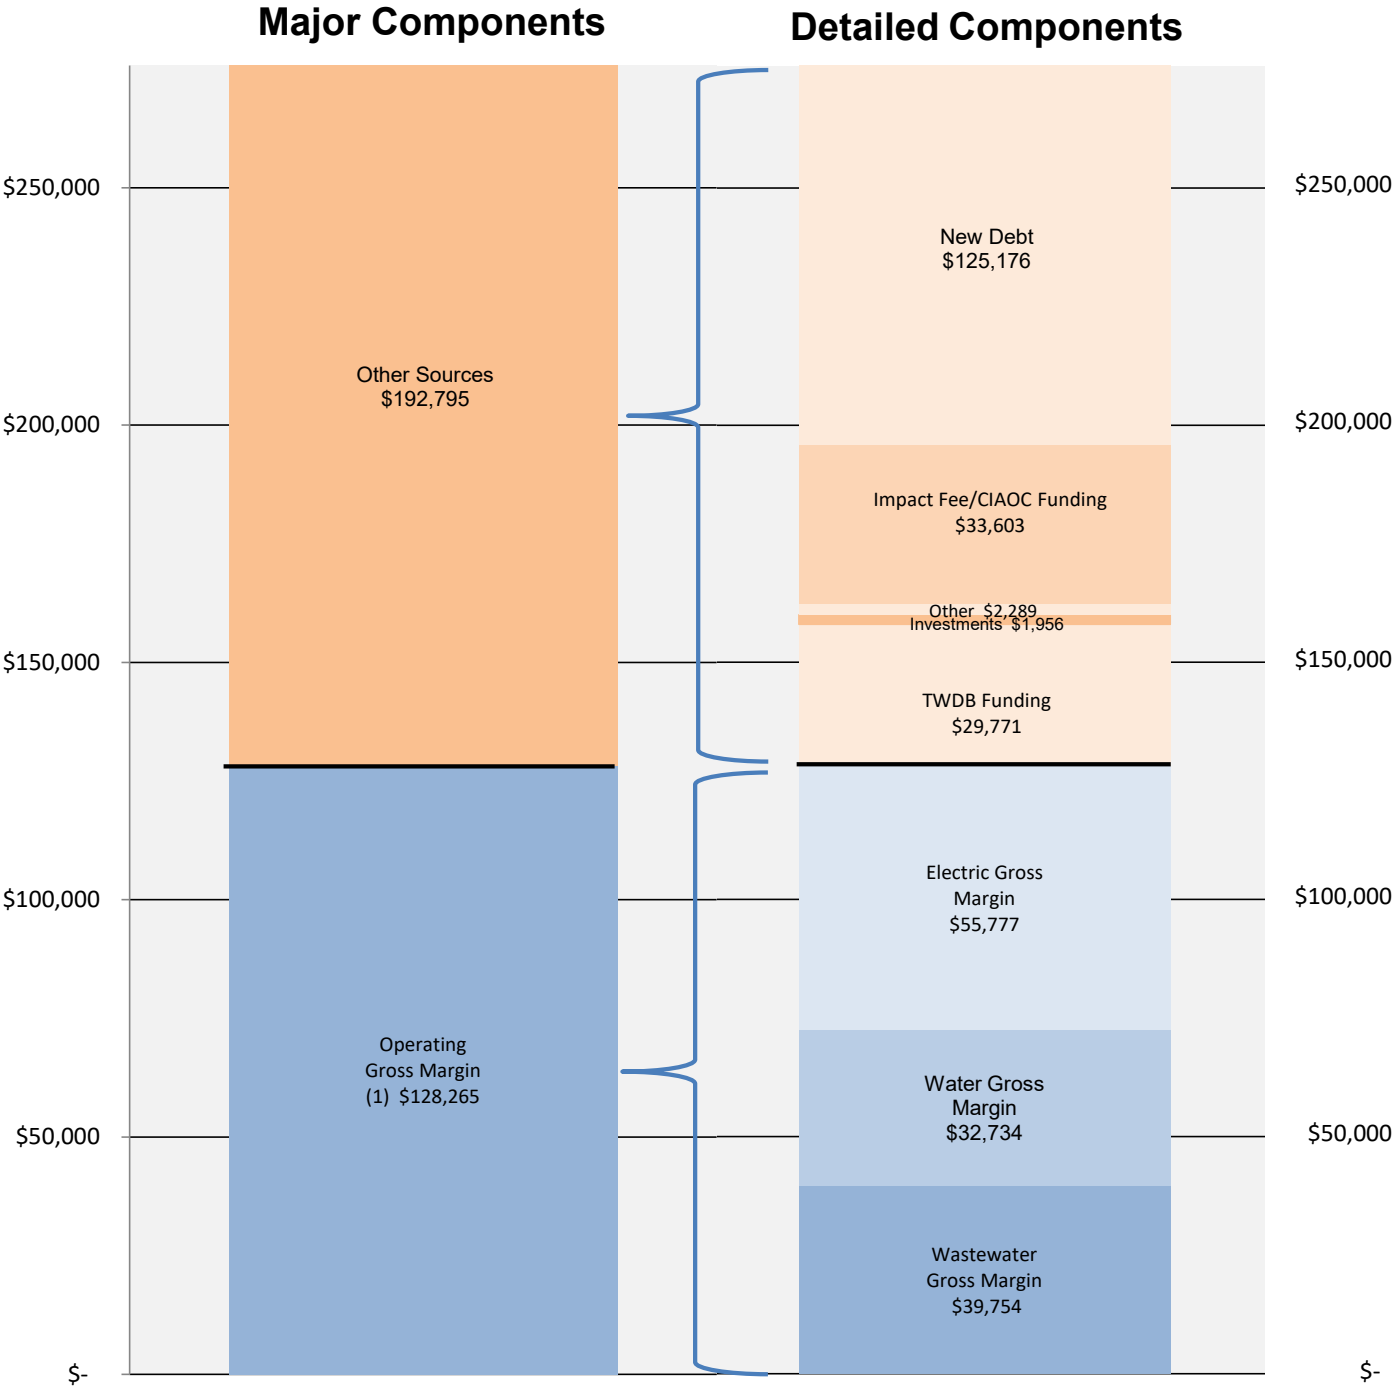 Major Components
Detailed Components
$250,000
$200,000
$150,000
$100,000
$50,000
$-
Other Sources
$192,795
Operating
Gross Margin
(1)  $128,265
New Debt
$125,176
Impact Fee/CIAOC Funding
$33,603
Other  $2,289
Investments  $1,956
TWDB Funding
$29,771
Electric Gross
Margin
$55,777
Water Gross
Margin
$32,734
Wastewater
Gross Margin
$39,754
$250,000
$200,000
$150,000
$100,000
$50,000
$-